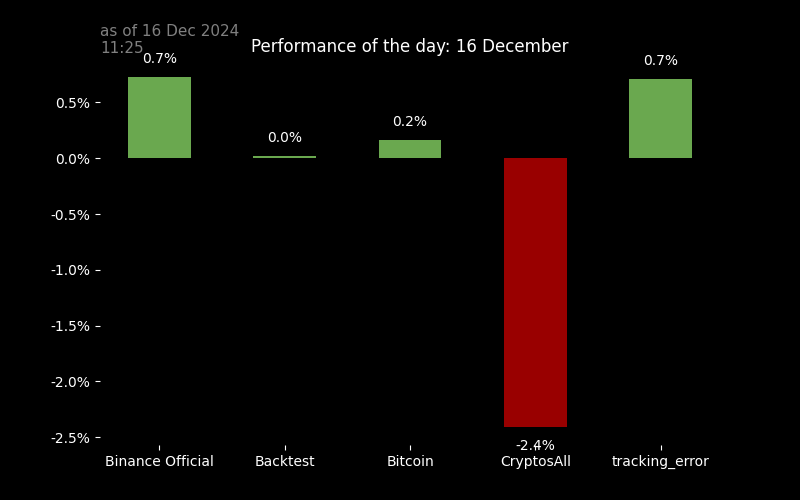 as of 16 Dec 2024
11:25
Performance of the day: 16 December
0.7%
0.0%
0.2%
-2.4%
0.7%
0.5%
0.0%
-0.5%
-1.0%
-1.5%
-2.0%
-2.5%
Binance Official
Backtest
Bitcoin
CryptosAll
tracking_error